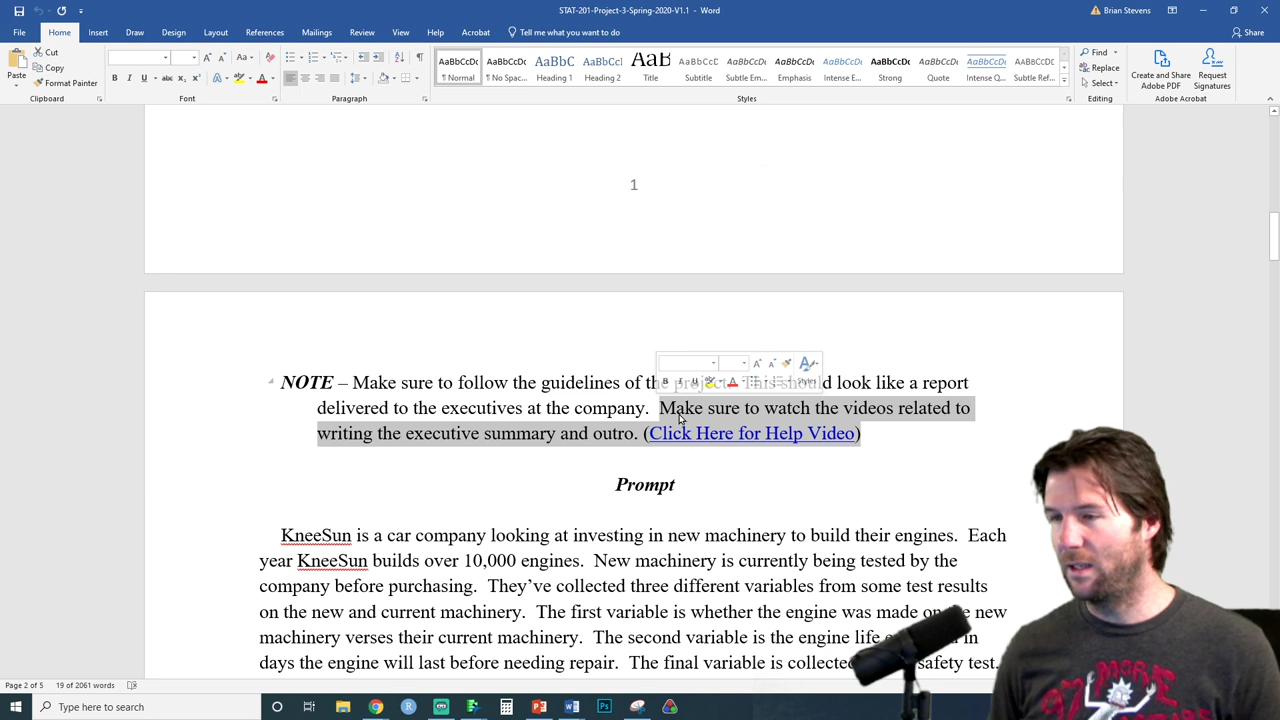 STAT-201-Project-3-Spring-2020-V1.1 - Word
Brian Stevens
File Home Insert Draw Design Layout References Mailings Review View Help Acrobat Tell me what you want to do
Share
Paste
Cut
Copy
Format Painter
Clipboard
Font
Paragraph
AaBbCcDc AaBbCcDc AaBbC AaBbCc AaB AaBbCcDc AaBbCcDc AaBbCcDc AaBbCcDc AaBbCcDc AaBbCcDc AaBbCcDc AaBbCcDc
¶ Normal ¶ No Spac... Heading 1 Heading 2 Title Subtitle Subtle Em... Emphasis Intense E... Strong Quote Intense Q... Subtle Ref...
Styles
Find
Replace
Select
Editing
Create and Share
Adobe PDF
Request
Signatures
Adobe Acrobat
1
NOTE – Make sure to follow the guidelines of the project. This should look like a report
delivered to the executives at the company. Make sure to watch the videos related to
writing the executive summary and outro. (Click Here for Help Video)
Styles
Prompt
KneeSun is a car company looking at investing in new machinery to build their engines. Each
year KneeSun builds over 10,000 engines. New machinery is currently being tested by the
company before purchasing. They've collected three different variables from some test results
on the new and current machinery. The first variable is whether the engine was made on the new
machinery verses their current machinery. The second variable is the engine life in
days the engine will last before needing repair. The final variable is collected safety test.
Page 2 of 5 19 of 2061 words
Type here to search
MORE